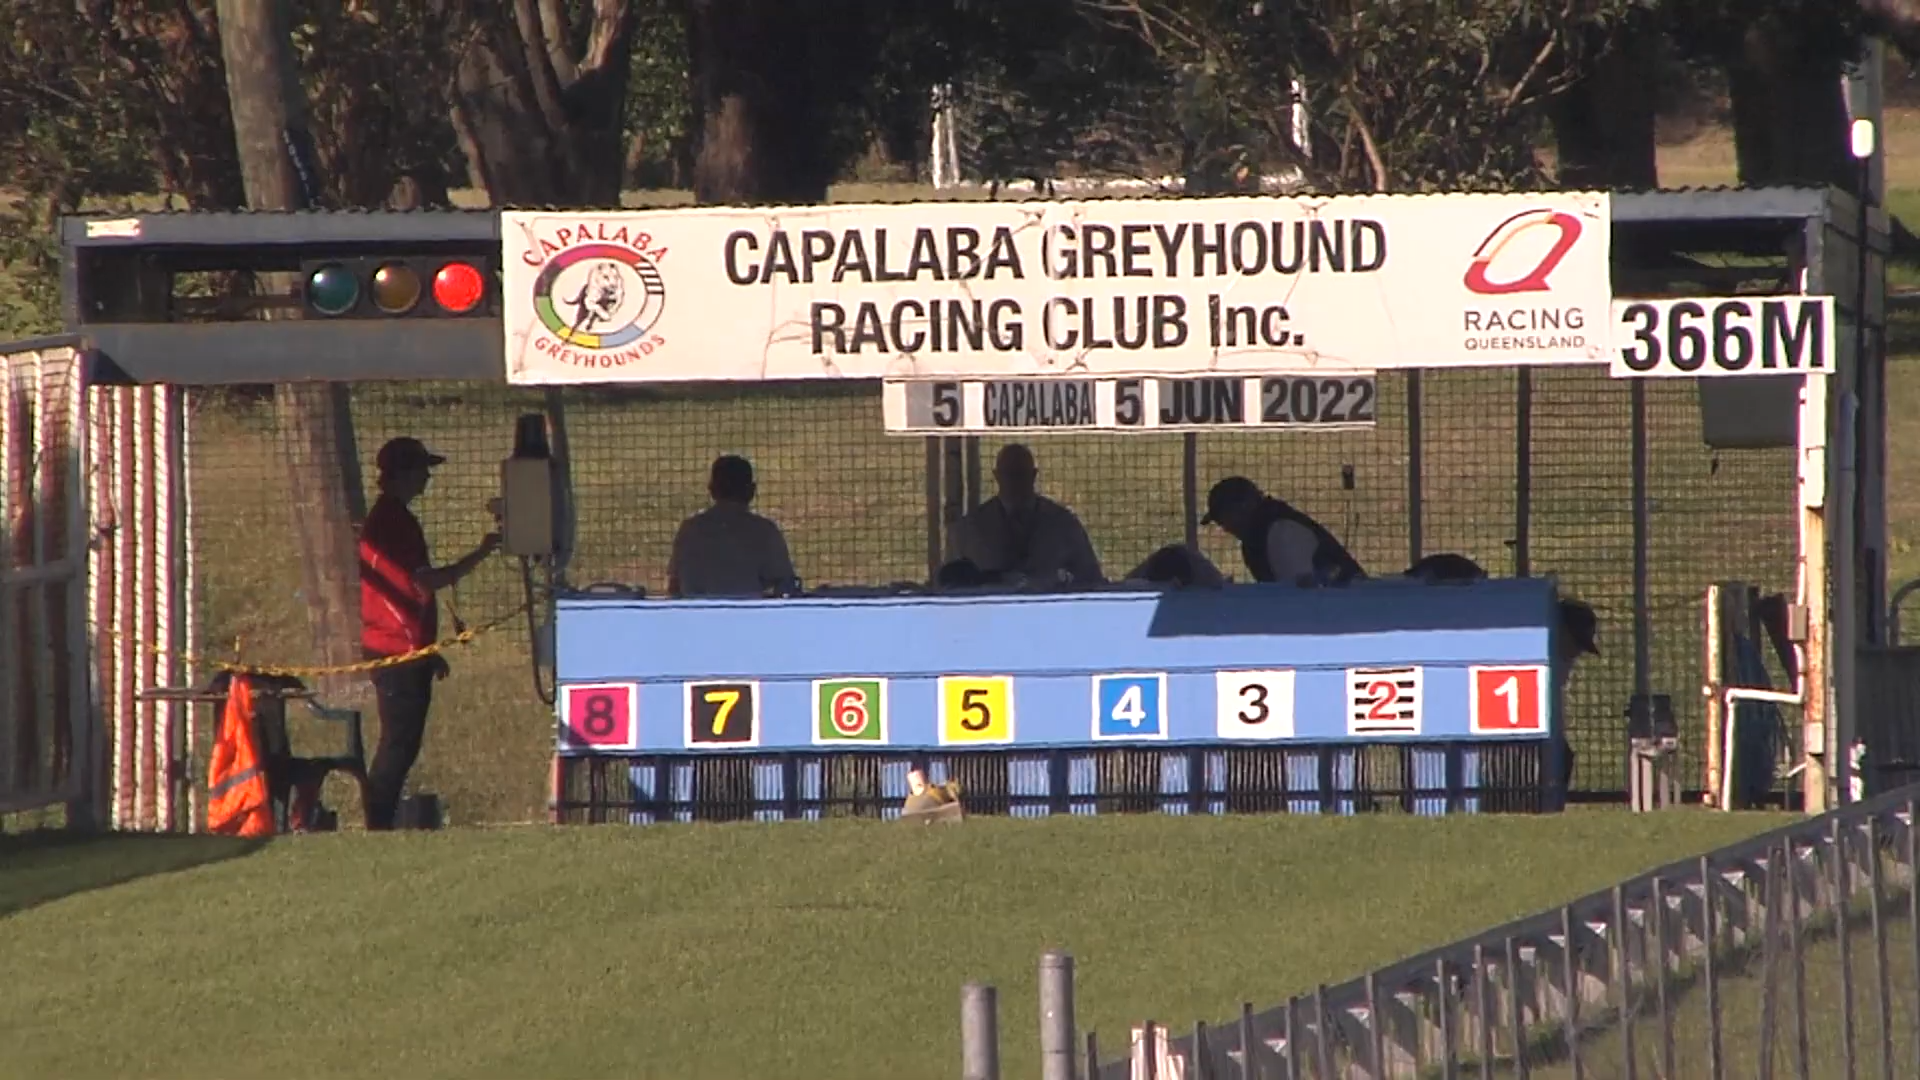 CAPALABA
GREYHOUNDS
CAPALABA GREYHOUND
RACING CLUB Inc.
RACING
QUEENSLAND
366M
5 CAPALABA 5 JUN 2022
8 7 6 5 4 3 2 1